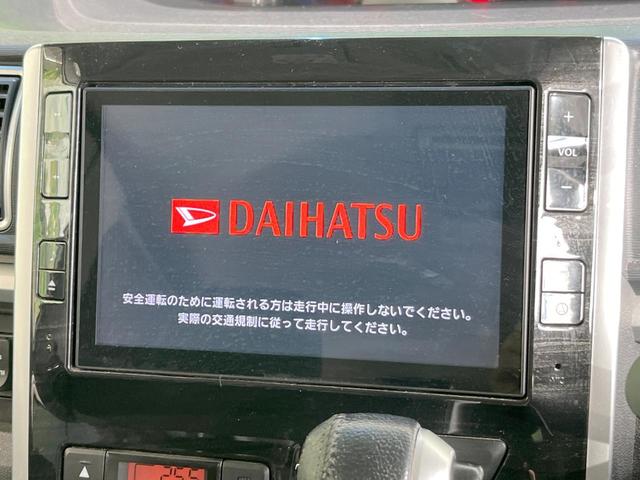 DAIHATSU
安全運転のために運転される方は走行中に操作しないでください。
実際の交通規制に従って走行してください。
+
VOL
−